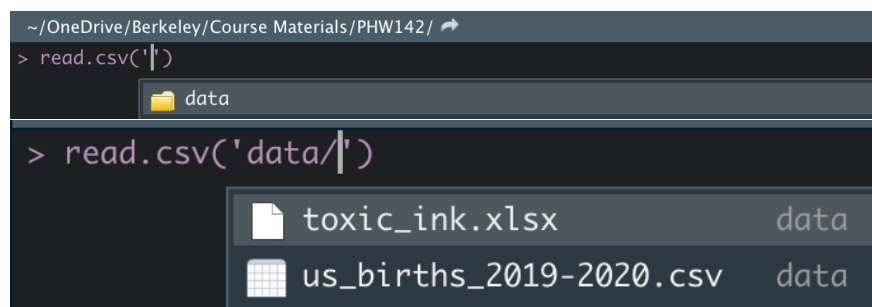 ~/OneDrive/Berkeley/Course Materials/PHW142/
> read.csv('')
data
> read.csv('data/')
toxic_ink.xlsx data
us_births_2019-2020.csv data